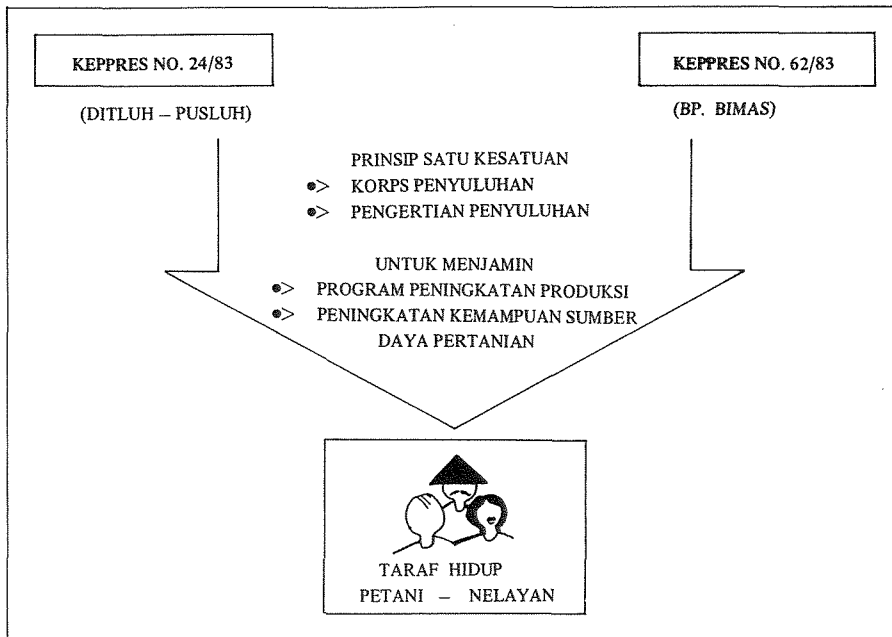 KEPPRES NO. 24/83
KEPPRES NO. 62/83
(DITLUH – PUSLUH)
(BP. BIMAS)
PRINSIP SATU KESATUAN
●> KORPS PENYULUHAN
●> PENGERTIAN PENYULUHAN
UNTUK MENJAMIN
●> PROGRAM PENINGKATAN PRODUKSI
●> PENINGKATAN KEMAMPUAN SUMBER
DAYA PERTANIAN
TARAF HIDUP
PETANI – NELAYAN